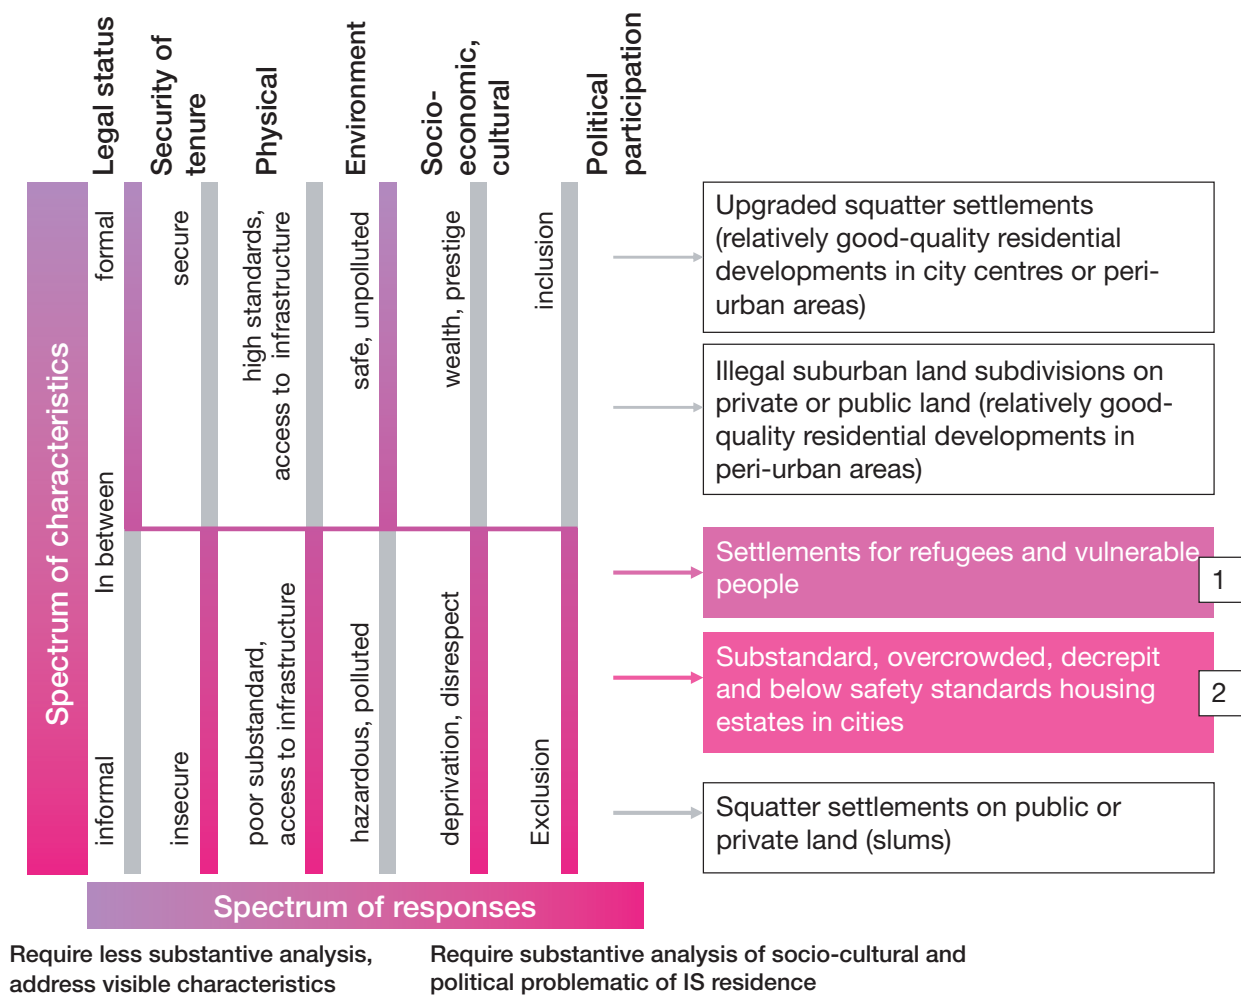 Legal status
Security of
tenure
Physical
Environment
Socio-
economic,
cultural
Political
participation
Spectrum of characteristics
formal
In between
informal
secure
insecure
high standards,
access to infrastructure
poor substandard,
access to infrastructure
safe, unpolluted
hazardous, polluted
wealth, prestige
deprivation, disrespect
inclusion
Exclusion
Upgraded squatter settlements
(relatively good-quality residential
developments in city centres or peri-
urban areas)
Illegal suburban land subdivisions on
private or public land (relatively good-
quality residential developments in
peri-urban areas)
Settlements for refugees and vulnerable
people
1
Substandard, overcrowded, decrepit
and below safety standards housing
estates in cities
2
Squatter settlements on public or
private land (slums)
Spectrum of responses
Require less substantive analysis,
address visible characteristics
Require substantive analysis of socio-cultural and
political problematic of IS residence